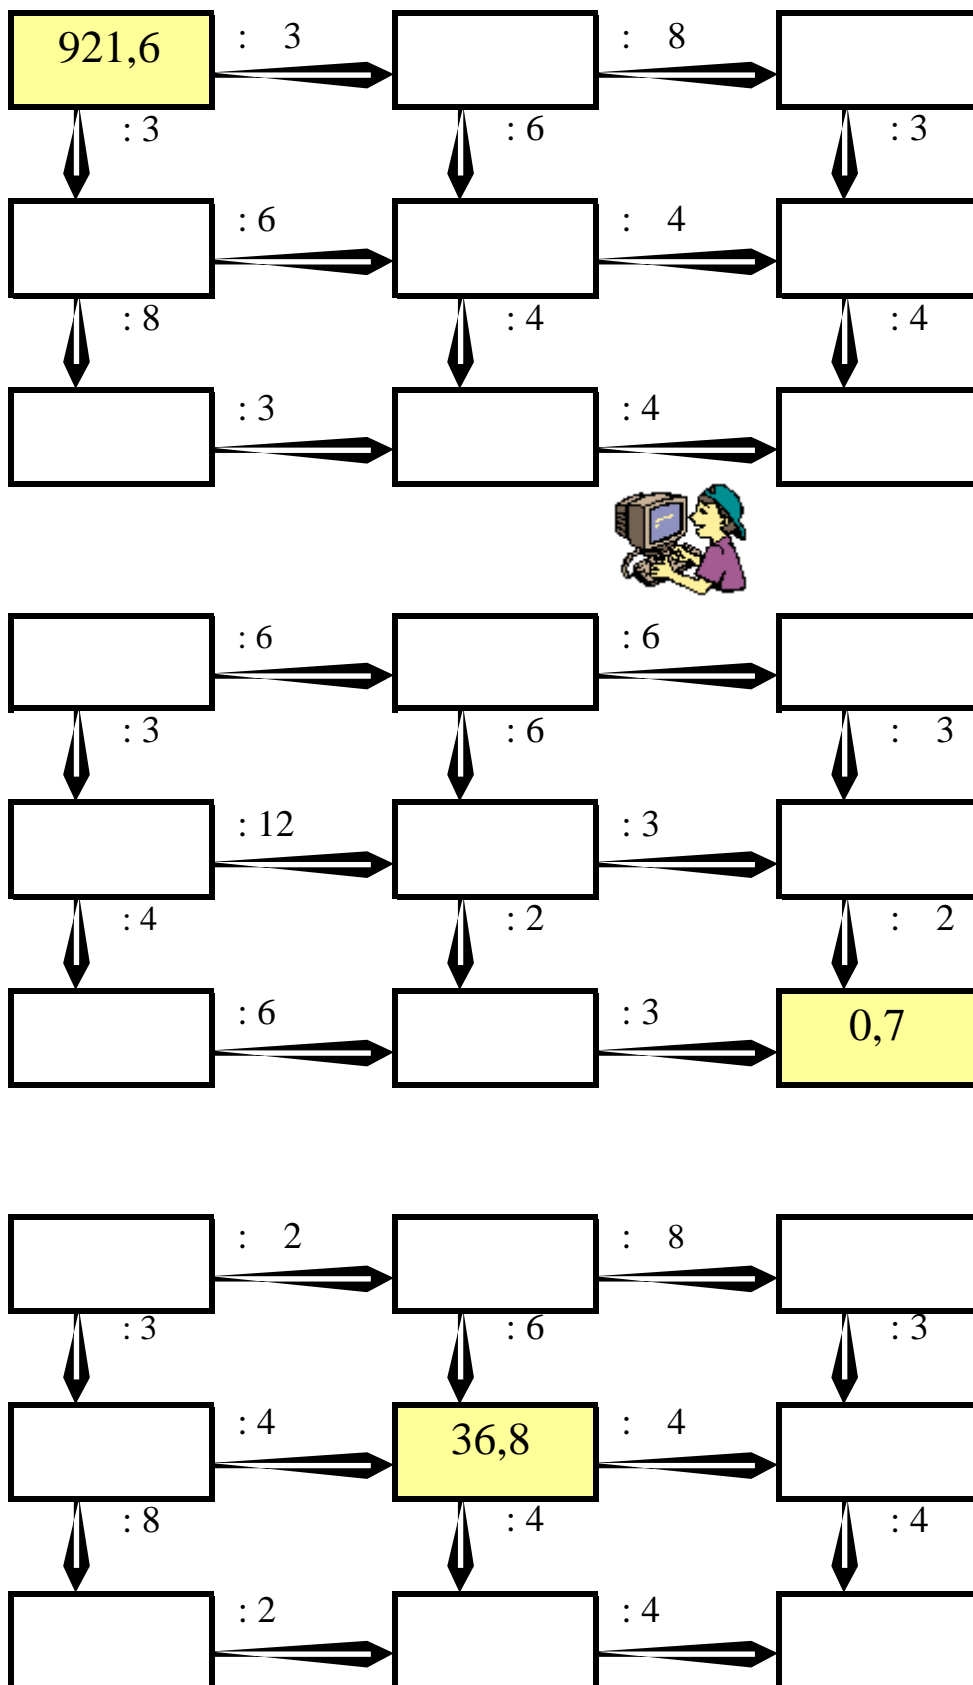 921,6 : 3 : 8
: 3 : 6 : 3
: 6 : 4
: 8 : 4 : 4
: 3 : 4
: 6 : 6
: 3 : 6 : 3
: 12 : 3
: 4 : 2 : 2
: 6 : 3 0,7
: 2 : 8
: 3 : 6 : 3
: 4 36,8 : 4
: 8 : 4 : 4
: 2 : 4